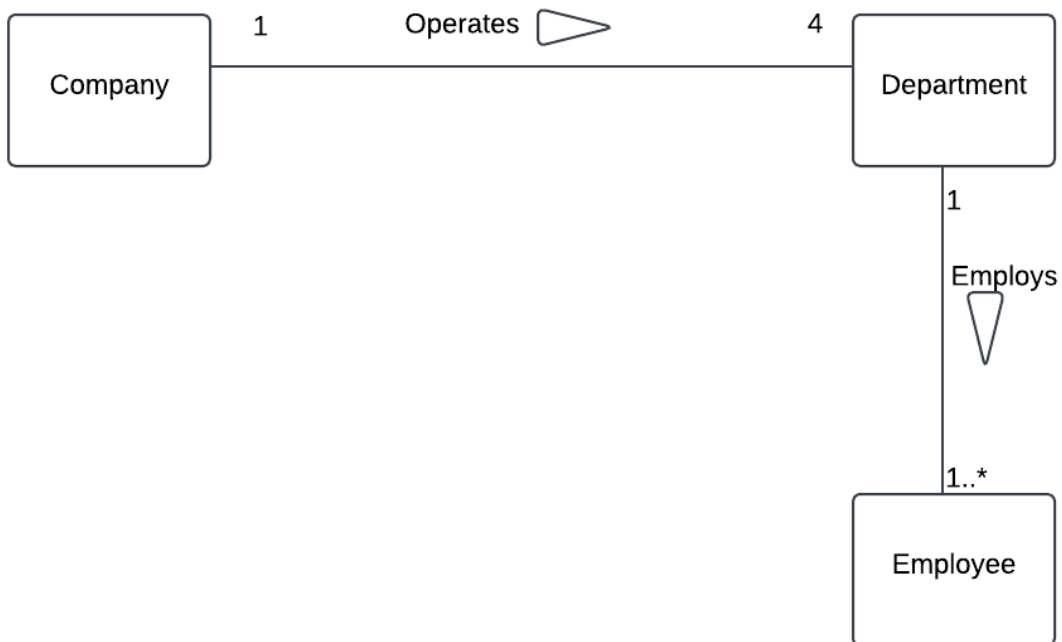 1
Operates
4
Company
Department
1
Employs
1..*
Employee